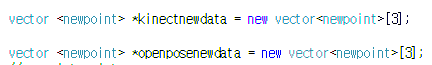 vector <newpoint> *kinectnewdata = new vector<newpoint>[3];
vector <newpoint> *openposenewdata = new vector<newpoint>[3];